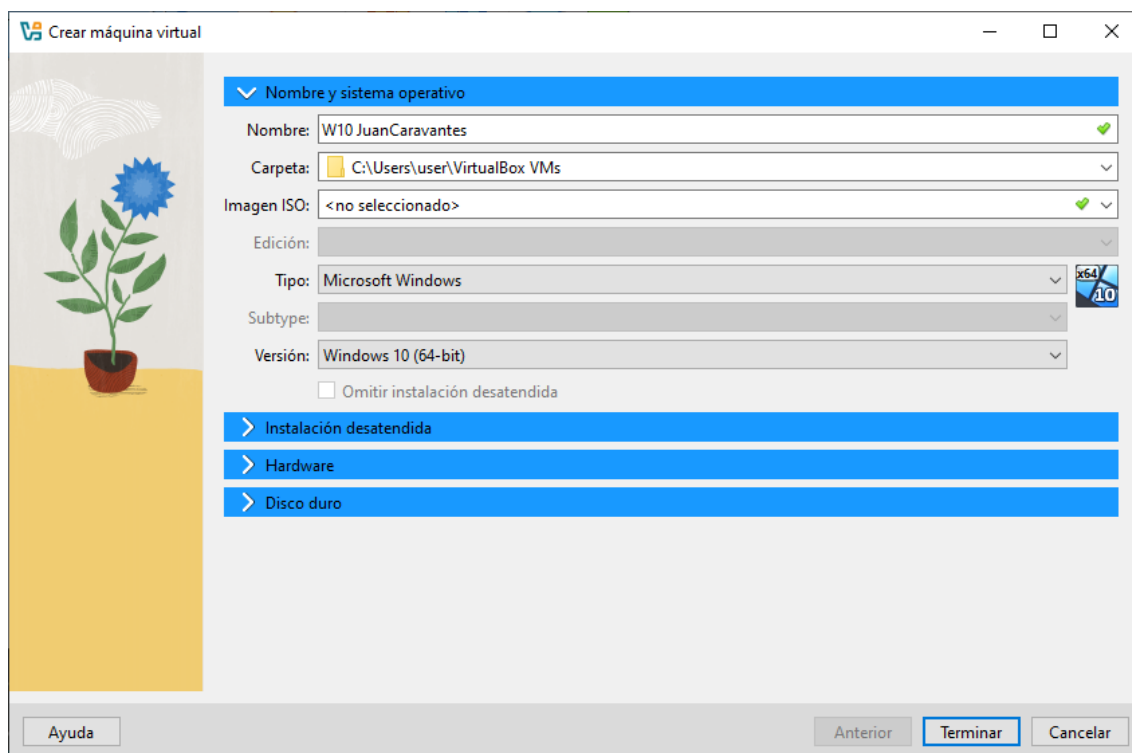 Crear máquina virtual
Nombre y sistema operativo
Nombre: W10 JuanCaravantes
Carpeta: C:\Users\user\VirtualBox VMs
Imagen ISO: <no seleccionado>
Edición:
Tipo: Microsoft Windows
x64
10
Subtype:
Versión: Windows 10 (64-bit)
Omitir instalación desatendida
Instalación desatendida
Hardware
Disco duro
Ayuda Anterior Terminar Cancelar